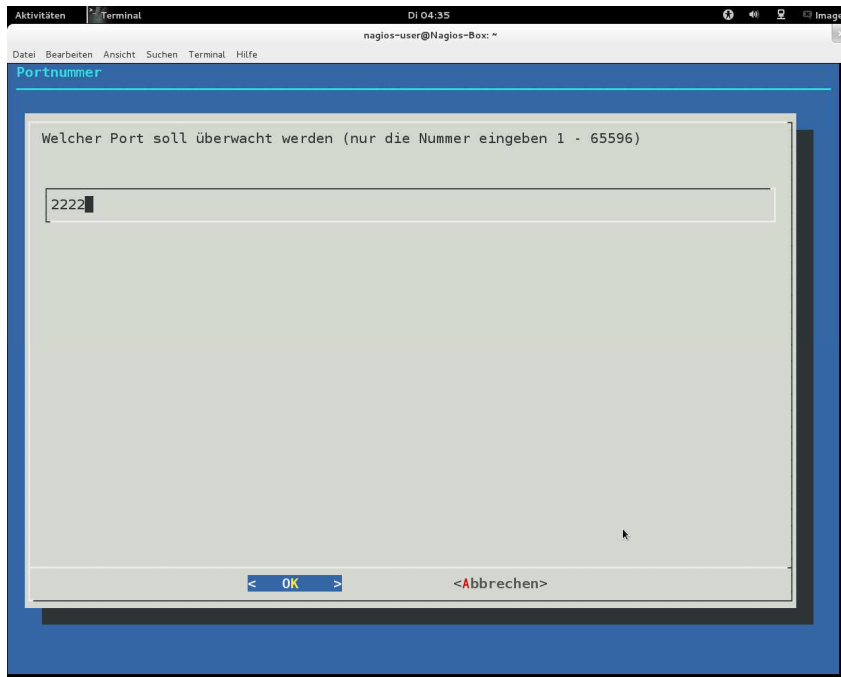 Aktivitäten Terminal Di 04:35 Image
nagios-user@Nagios-Box: ~
Datei Bearbeiten Ansicht Suchen Terminal Hilfe
Portnummer
Welcher Port soll überwacht werden (nur die Nummer eingeben 1 - 65596)
2222
< OK > <Abbrechen>